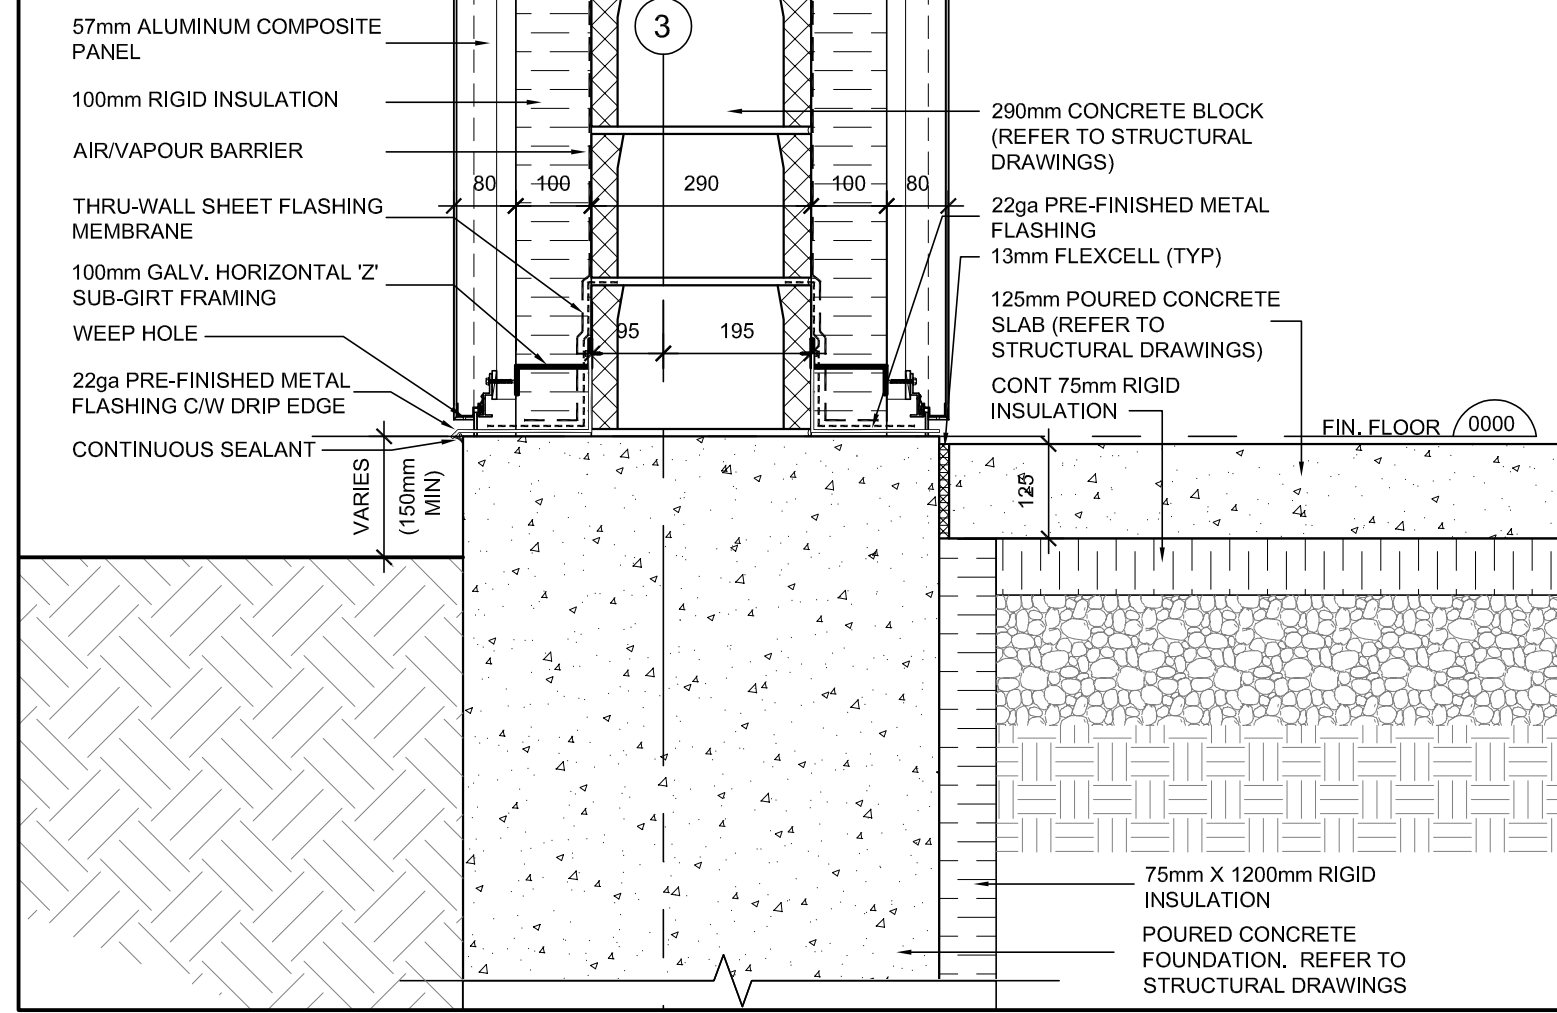 57mm ALUMINUM COMPOSITE
PANEL
100mm RIGID INSULATION
AIR/VAPOUR BARRIER
THRU-WALL SHEET FLASHING
MEMBRANE
100mm GALV. HORIZONTAL 'Z'
SUB-GIRT FRAMING
WEEP HOLE
22ga PRE-FINISHED METAL
FLASHING C/W DRIP EDGE
CONTINUOUS SEALANT
VARIES
(150mm
MIN)
3
80
100
290
100
80
95
195
290mm CONCRETE BLOCK
(REFER TO STRUCTURAL
DRAWINGS)
22ga PRE-FINISHED METAL
FLASHING
13mm FLEXCELL (TYP)
125mm POURED CONCRETE
SLAB (REFER TO
STRUCTURAL DRAWINGS)
CONT 75mm RIGID
INSULATION
FIN. FLOOR
0000
125
75mm X 1200mm RIGID
INSULATION
POURED CONCRETE
FOUNDATION. REFER TO
STRUCTURAL DRAWINGS